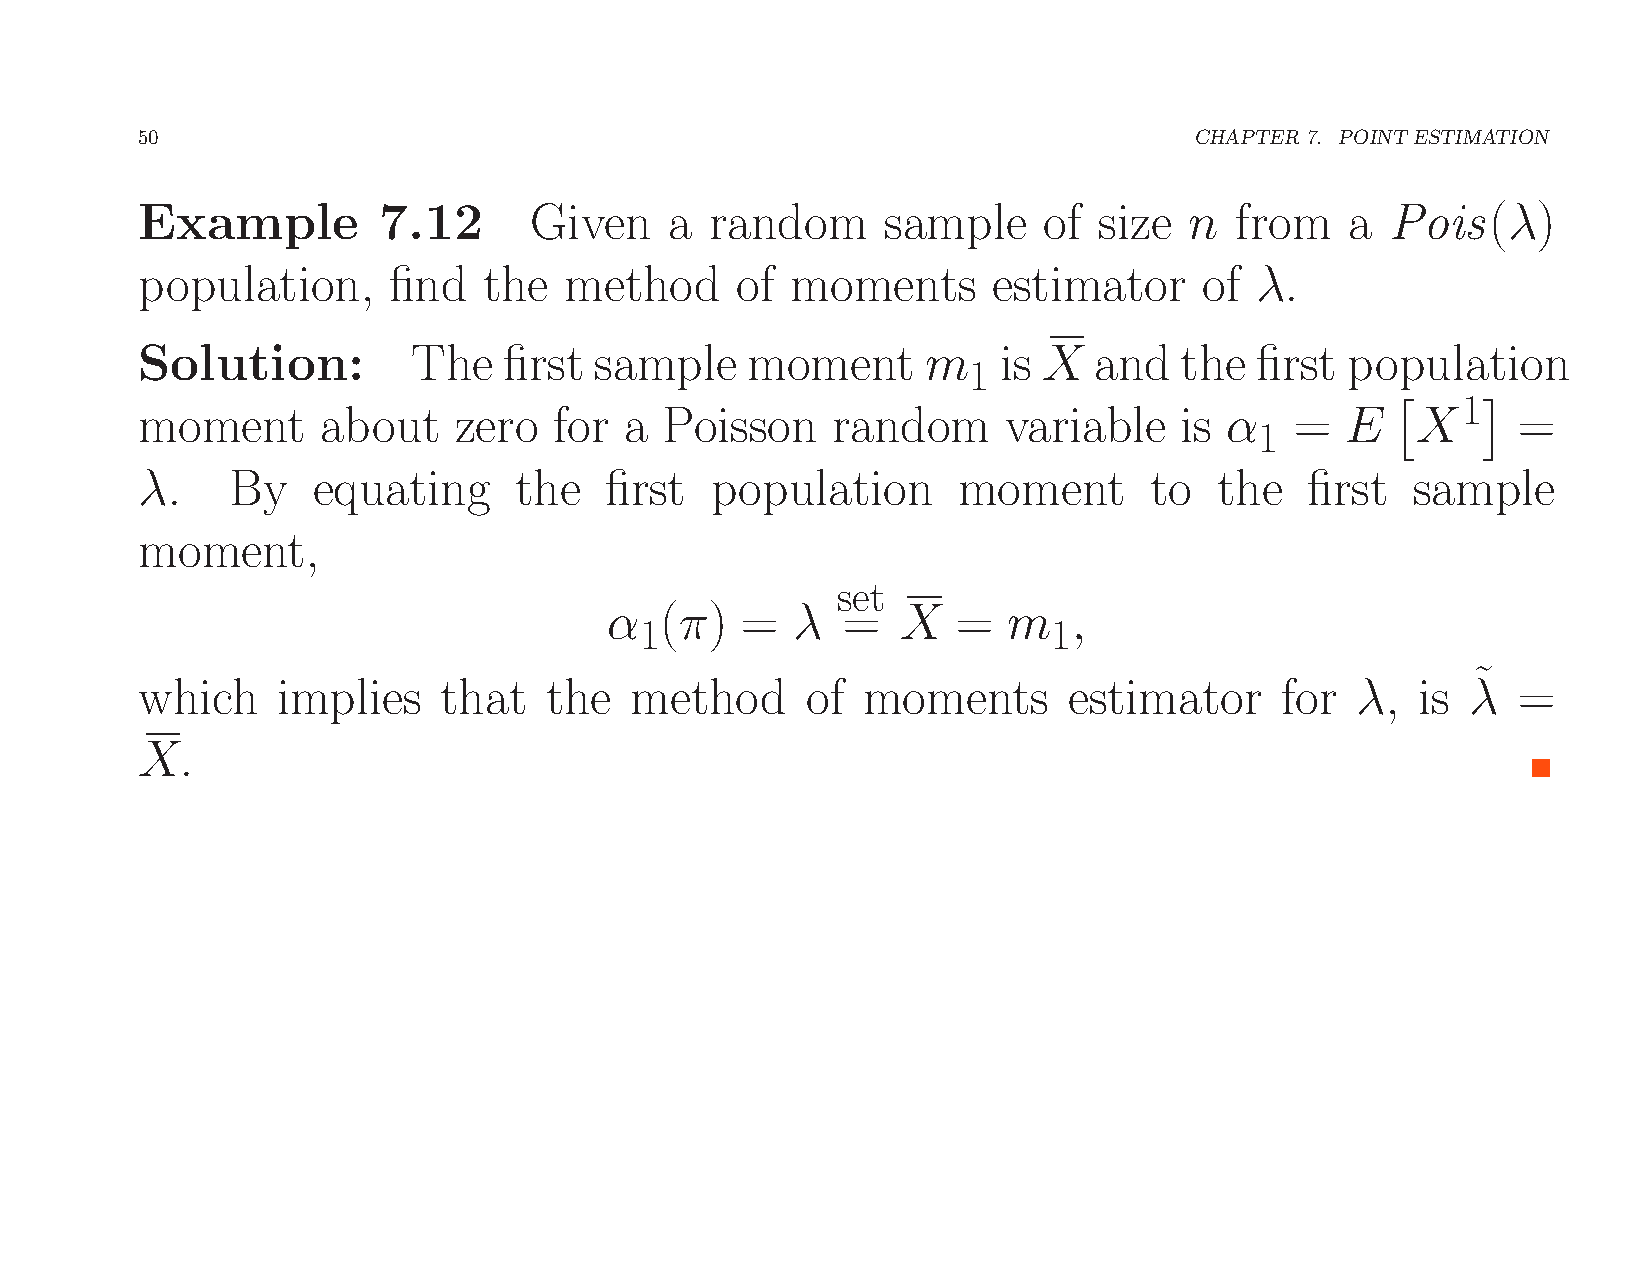 50 CHAPTER 7. POINT ESTIMATION
Example 7.12 Given a random sample of size n from a Pois(λ)
population, find the method of moments estimator of λ.
Solution: The first sample moment m₁ is X̅ and the first population
moment about zero for a Poisson random variable is α₁ = E [X¹] =
λ. By equating the first population moment to the first sample
moment,
α₁(π) = λ set= X̅ = m₁,
which implies that the method of moments estimator for λ, is λ̃ =
X̅.